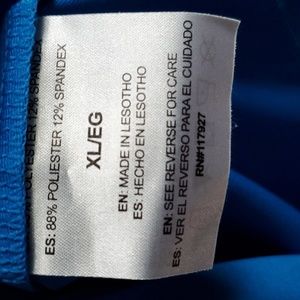 POLYESTER 12% SPANDEX
ES: 88% POLIESTER 12% SPANDEX
XL/EG
EN: MADE IN LESOTHO
ES: HECHO EN LESOTHO
EN: SEE REVERSE FOR CARE
ES: VER EL REVERSO PARA EL CUIDADO
RN#117927